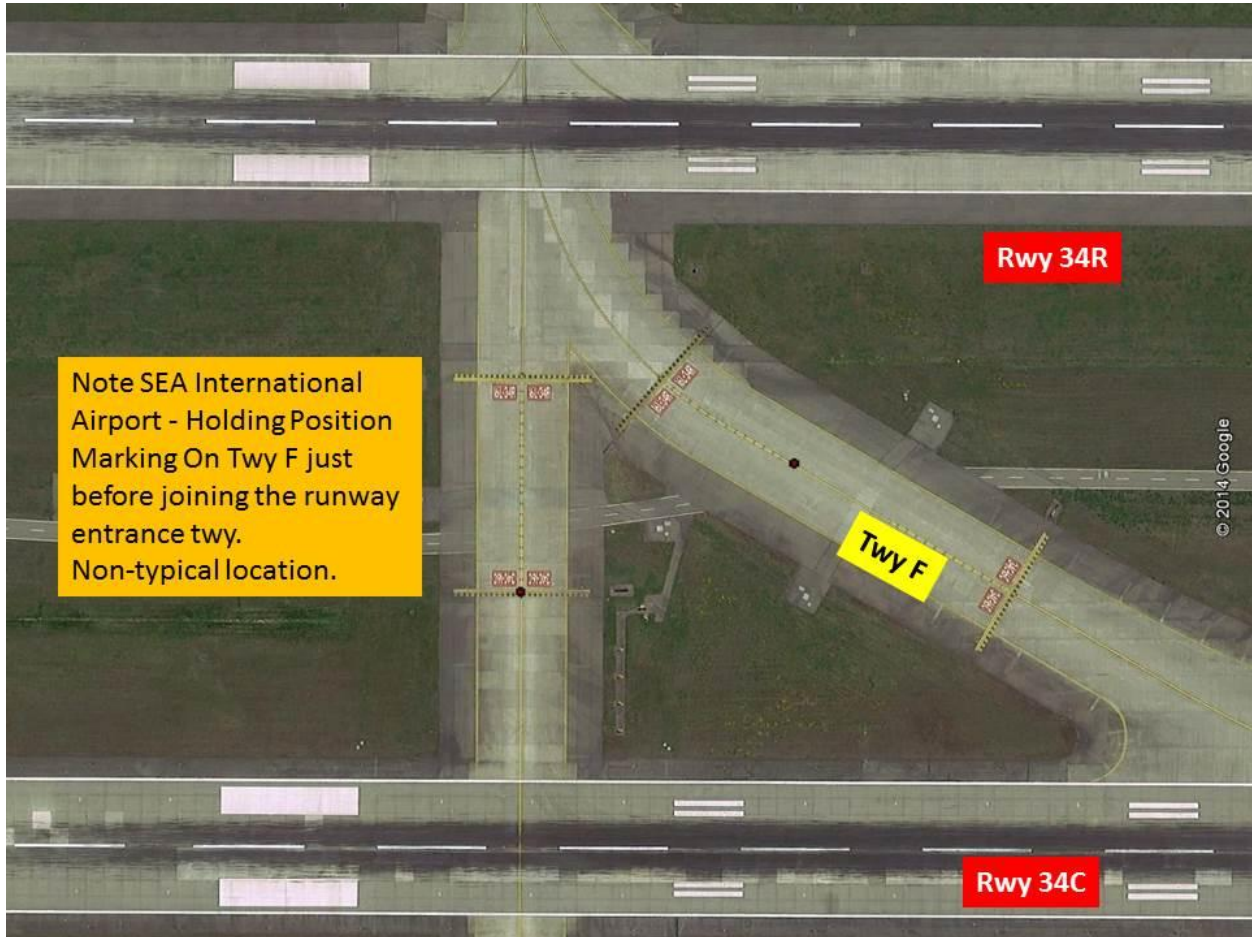 Rwy 34R
Note SEA International
Airport - Holding Position
Marking On Twy F just
before joining the runway
entrance twy.
Non-typical location.
© 2014 Google
Twy F
Rwy 34C